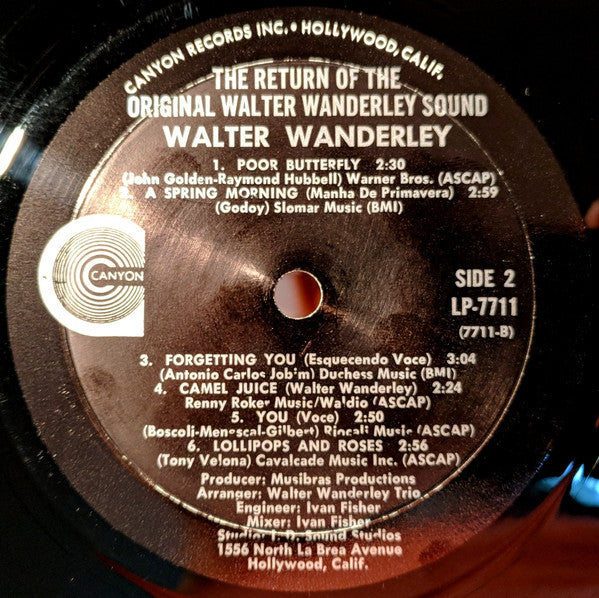 CANYON RECORDS INC. • HOLLYWOOD, CALIF.
THE RETURN OF THE
ORIGINAL WALTER WANDERLEY SOUND
WALTER WANDERLEY
1. POOR BUTTERFLY 2:30
(John Golden-Raymond Hubbell) Warner Bros. (ASCAP)
2. A SPRING MORNING (Manha De Primavera) 2:59
(Godoy) Slomar Music (BMI)
CANYON
SIDE 2
LP-7711
(7711-B)
3. FORGETTING YOU (Esquecendo Voce) 3:04
(Antonio Carlos Jobim) Duchess Music (BMI)
4. CAMEL JUICE (Walter Wanderley) 2:24
Renny Roker Music/Waldio (ASCAP)
5. YOU (Voce) 2:50
(Boscoli-Menescal-Gilbert) Rincali Music (ASCAP)
6. LOLLIPOPS AND ROSES 2:56
(Tony Velona) Cavalcade Music Inc. (ASCAP)
Producer: Musibras Productions
Arranger: Walter Wanderley Trio
Engineer: Ivan Fisher
Mixer: Ivan Fisher
Studio: I. D. Sound Studios
1556 North La Brea Avenue
Hollywood, Calif.